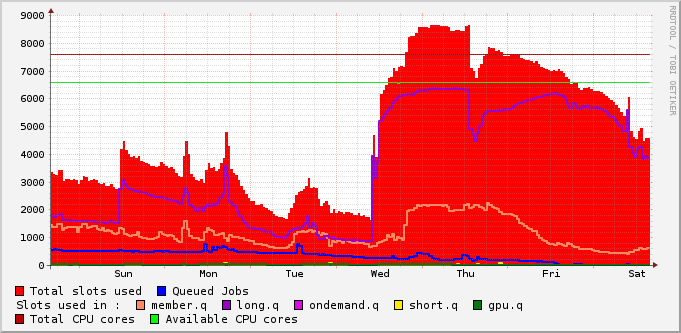 9000
8000
7000
6000
5000
4000
3000
2000
1000
0
Sun Mon Tue Wed Thu Fri Sat
RRDTOOL / TOBI OETIKER
Total slots used Queued Jobs
Slots used in : member.q long.q ondemand.q short.q gpu.q
Total CPU cores Available CPU cores